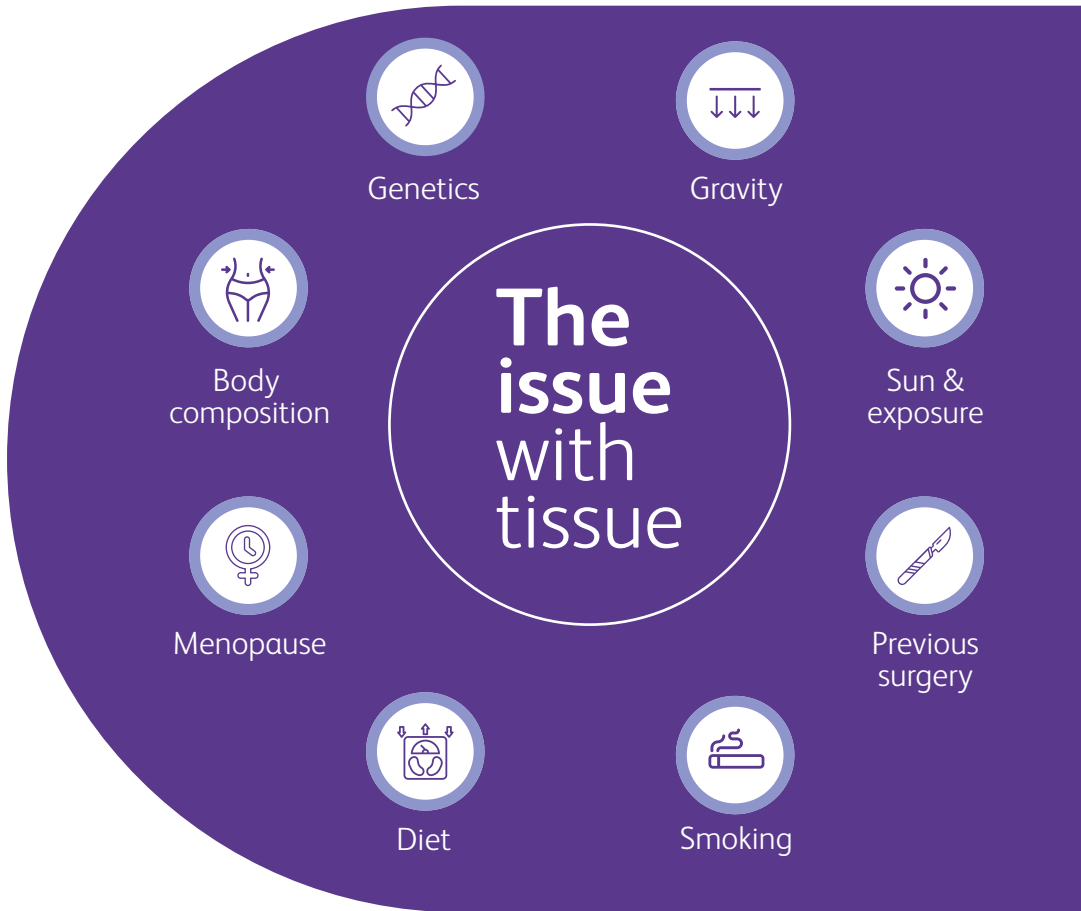 Genetics
Gravity
Body
composition
The
issue
with
tissue
Sun &
exposure
Menopause
Previous
surgery
Diet
Smoking